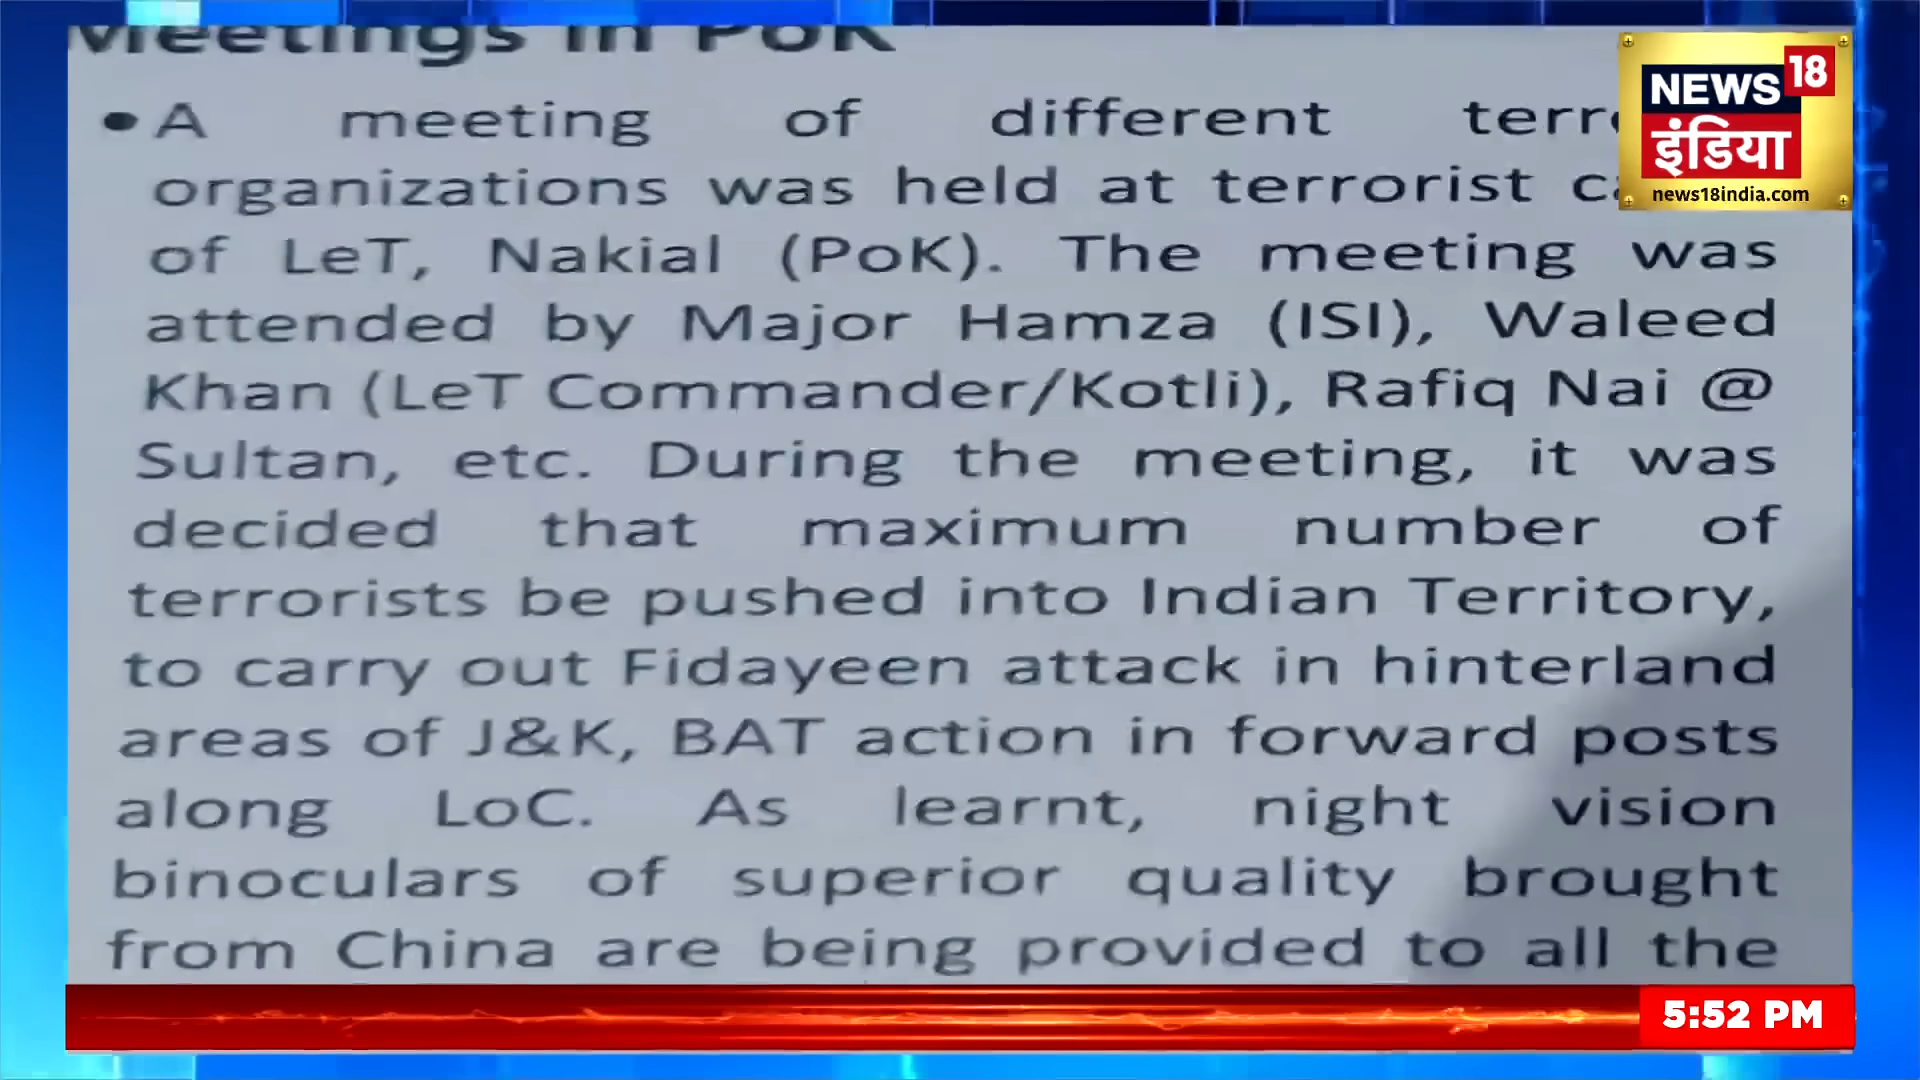 Meetings in PoK
• A meeting of different
organizations was held at terrorist
of LeT, Nakial (PoK). The meeting was
attended by Major Hamza (ISI), Waleed
Khan (LeT Commander/Kotli), Rafiq Nai @
Sultan, etc. During the meeting, it was
decided that maximum number of
terrorists be pushed into Indian Territory,
to carry out Fidayeen attack in hinterland
areas of J&K, BAT action in forward posts
along LoC. As learnt, night vision
binoculars of superior quality brought
from China are being provided to all the
NEWS 18
इंडिया
news18india.com
5:52 PM